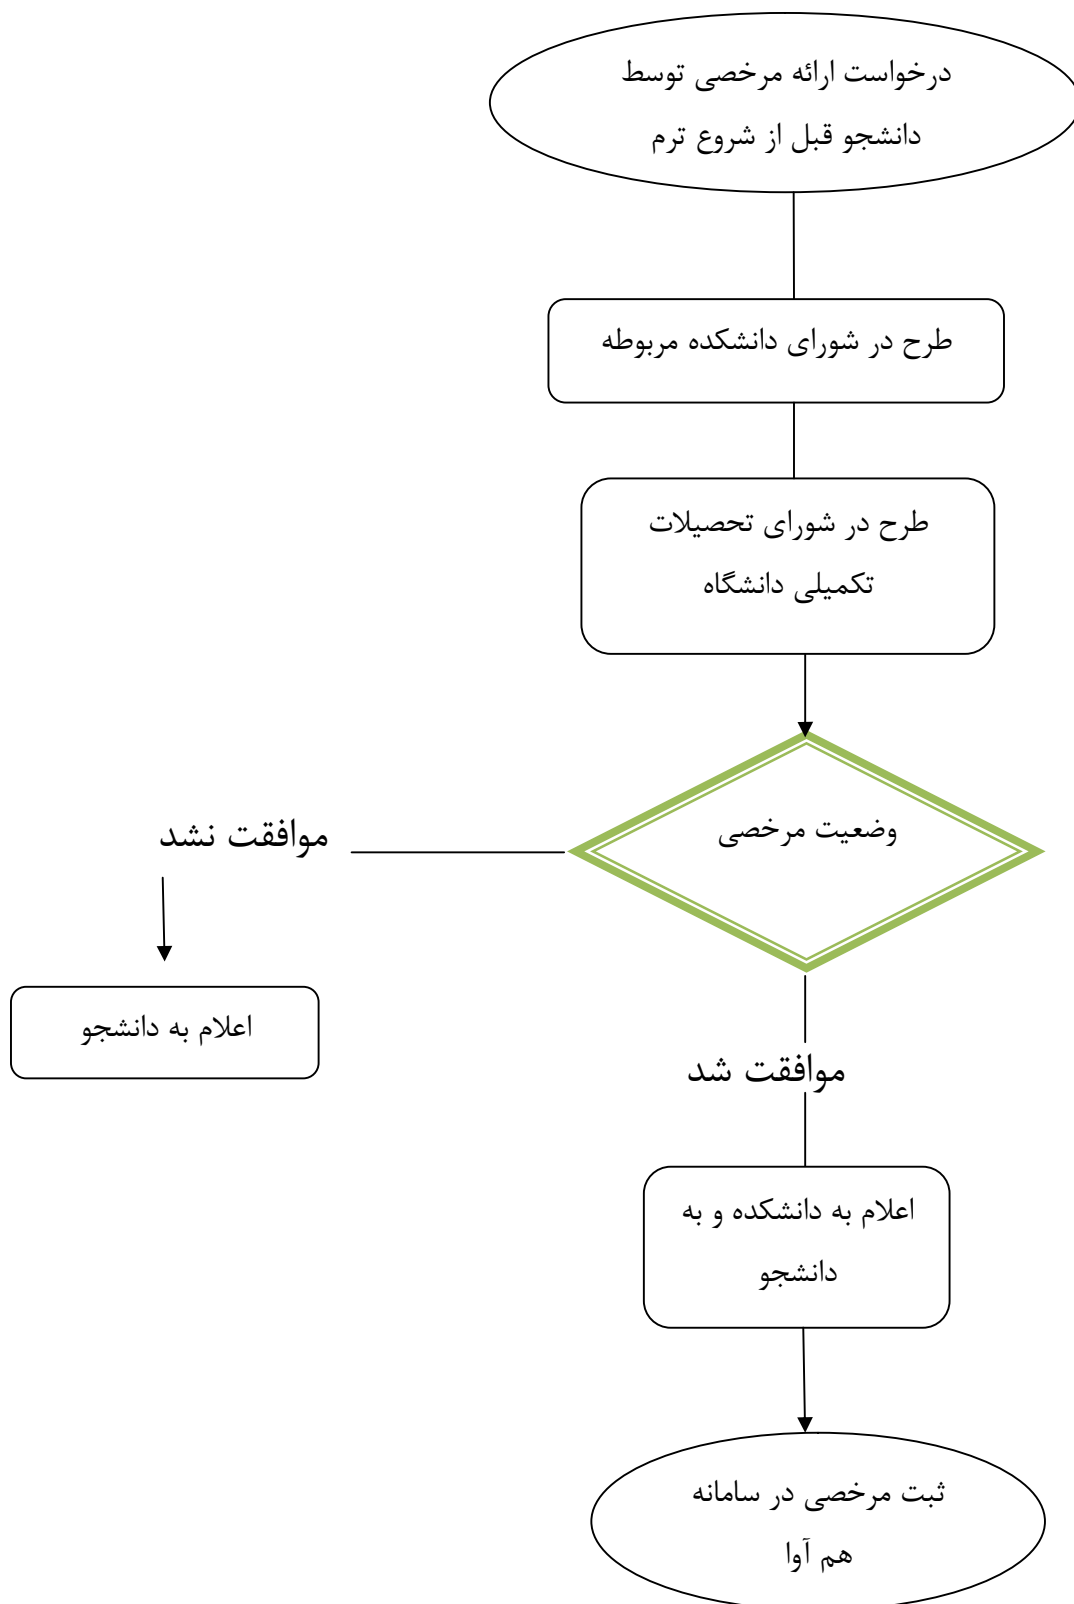 درخواست ارائه مرخصی توسط
دانشجو قبل از شروع ترم
طرح در شورای دانشکده مربوطه
طرح در شورای تحصیلات
تکمیلی دانشگاه
وضعیت مرخصی
موافقت نشد
اعلام به دانشجو
موافقت شد
اعلام به دانشکده و به
دانشجو
ثبت مرخصی در سامانه
هم آوا